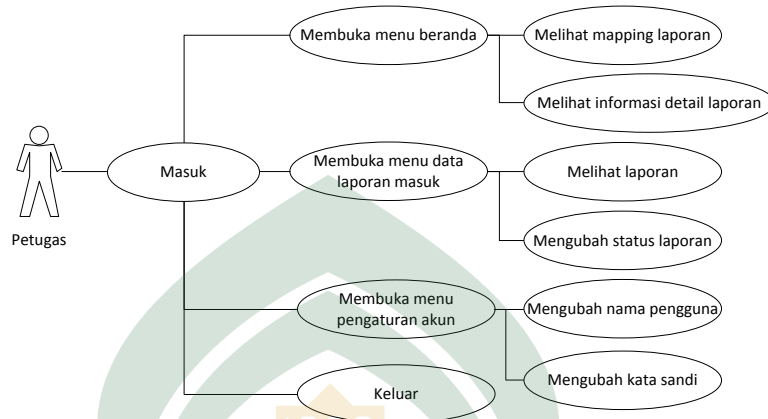 Membuka menu beranda
Melihat mapping laporan
Melihat informasi detail laporan
Petugas
Masuk
Membuka menu data
laporan masuk
Melihat laporan
Mengubah status laporan
Membuka menu
pengaturan akun
Mengubah nama pengguna
Mengubah kata sandi
Keluar